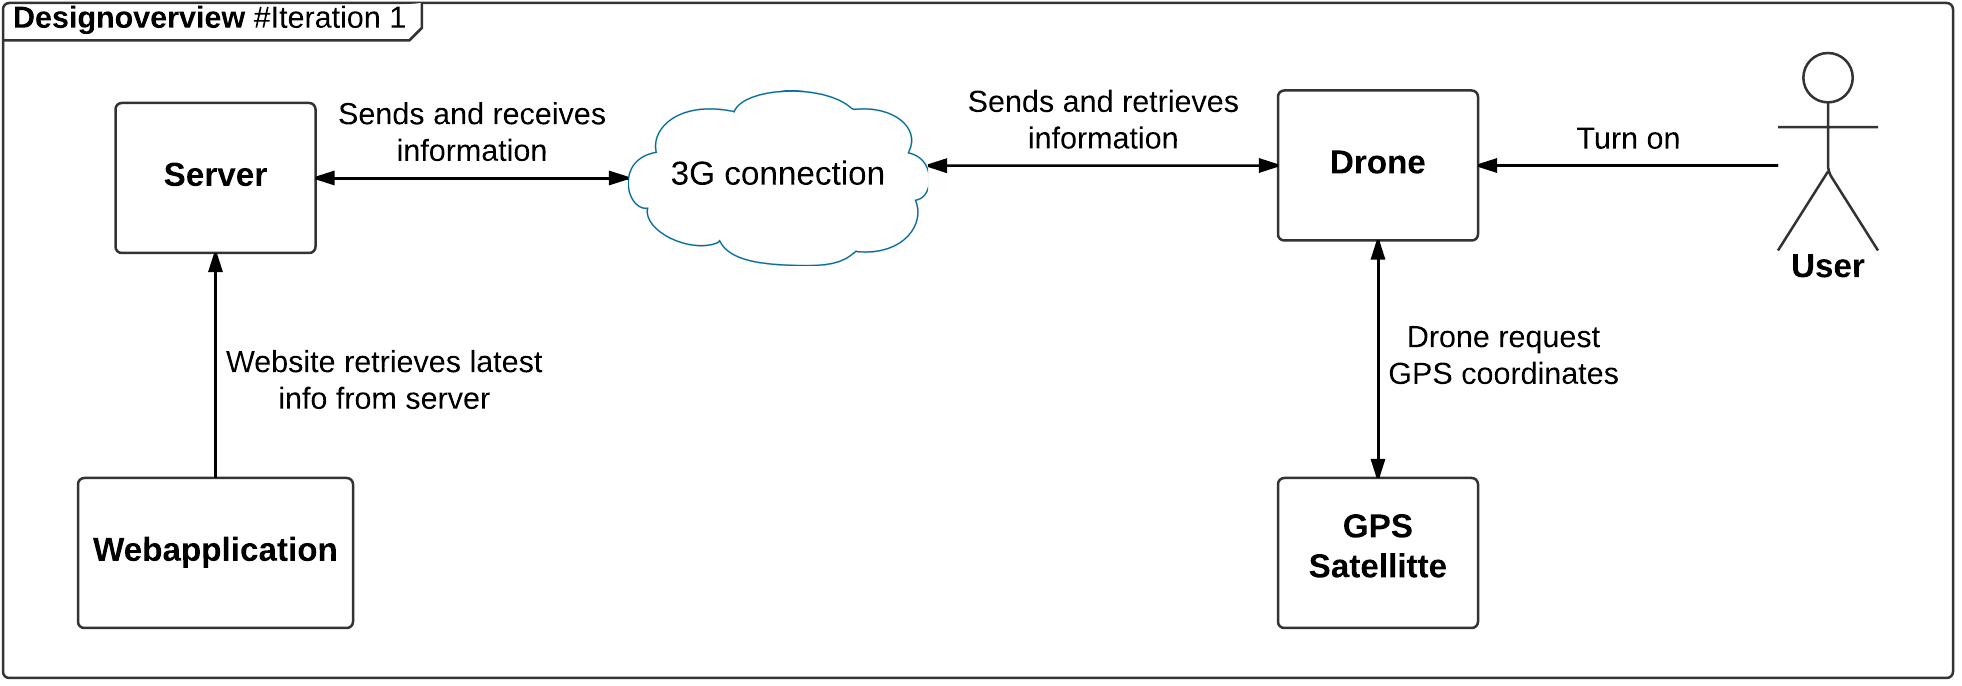 Designoverview #Iteration 1
Server
Sends and receives
information
3G connection
Sends and retrieves
information
Drone
Turn on
User
Website retrieves latest
info from server
Drone request
GPS coordinates
Webapplication
GPS
Satellitte